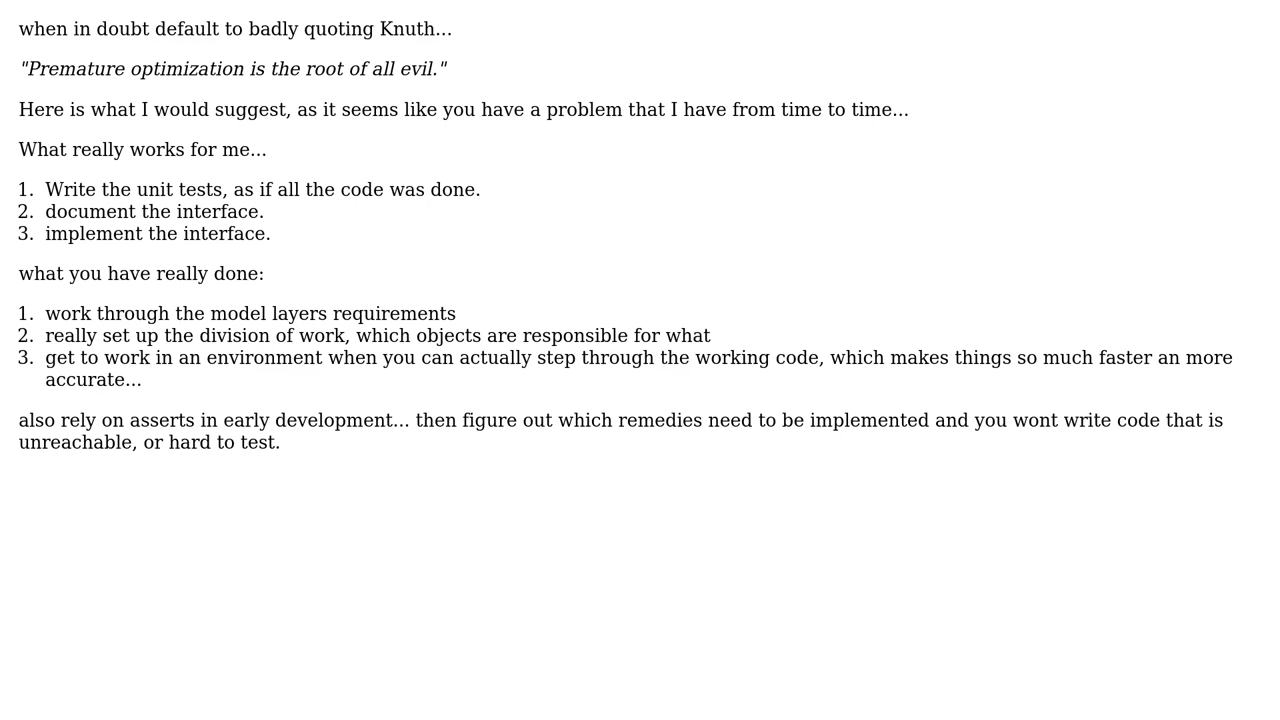 when in doubt default to badly quoting Knuth...
"Premature optimization is the root of all evil."
Here is what I would suggest, as it seems like you have a problem that I have from time to time...
What really works for me...
1. Write the unit tests, as if all the code was done.
2. document the interface.
3. implement the interface.
what you have really done:
1. work through the model layers requirements
2. really set up the division of work, which objects are responsible for what
3. get to work in an environment when you can actually step through the working code, which makes things so much faster an more
accurate...
also rely on asserts in early development... then figure out which remedies need to be implemented and you wont write code that is
unreachable, or hard to test.